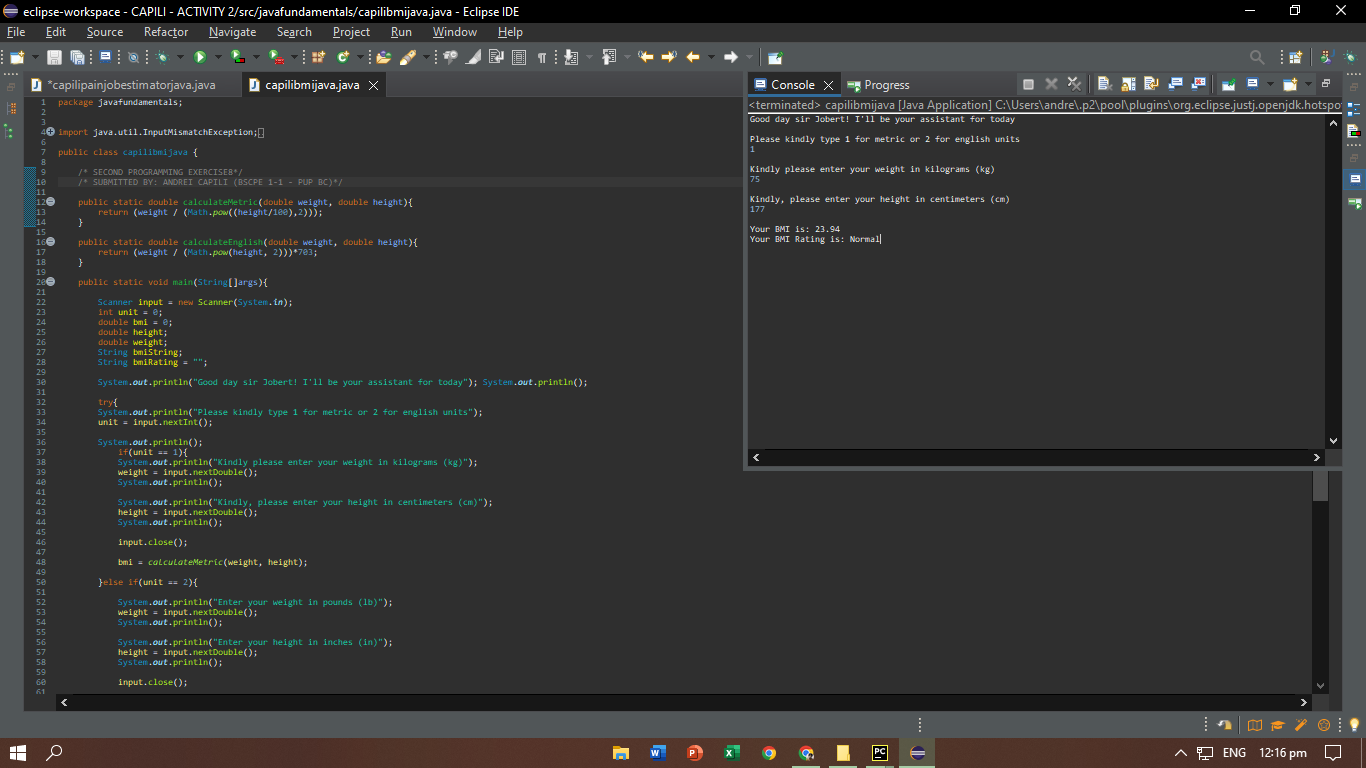 eclipse-workspace - CAPILI - ACTIVITY 2/src/javafundamentals/capilibmijava.java - Eclipse IDE
File Edit Source Refactor Navigate Search Project Run Window Help
*capilipainjobestimatorjava.java capilibmijava.java
1 package javafundamentals;
2
3
4 import java.util.InputMismatchException;
6
7 public class capilibmijava {
8
9 /* SECOND PROGRAMMING EXERCISE8*/
10 /* SUBMITTED BY: ANDREI CAPILI (BSCPE 1-1 - PUP BC)*/
11
12 public static double calculateMetric(double weight, double height){
13 return (weight / (Math.pow((height/100),2)));
14 }
15
16 public static double calculateEnglish(double weight, double height){
17 return (weight / (Math.pow(height, 2)))*703;
18 }
19
20 public static void main(String[]args){
21
22 Scanner input = new Scanner(System.in);
23 int unit = 0;
24 double bmi = 0;
25 double height;
26 double weight;
27 String bmiString;
28 String bmiRating = "";
29
30 System.out.println("Good day sir Jobert! I'll be your assistant for today"); System.out.println();
31
32 try{
33 System.out.println("Please kindly type 1 for metric or 2 for english units");
34 unit = input.nextInt();
35
36 System.out.println();
37 if(unit == 1){
38 System.out.println("Kindly please enter your weight in kilograms (kg)");
39 weight = input.nextDouble();
40 System.out.println();
41
42 System.out.println("Kindly, please enter your height in centimeters (cm)");
43 height = input.nextDouble();
44 System.out.println();
45
46 input.close();
47
48 bmi = calculateMetric(weight, height);
49
50 }else if(unit == 2){
51
52 System.out.println("Enter your weight in pounds (lb)");
53 weight = input.nextDouble();
54 System.out.println();
55
56 System.out.println("Enter your height in inches (in)");
57 height = input.nextDouble();
58 System.out.println();
59
60 input.close();
61
Console Progress
<terminated> capilibmijava [Java Application] C:\Users\andre\.p2\pool\plugins\org.eclipse.justj.openjdk.hotspo
Good day sir Jobert! I'll be your assistant for today
Please kindly type 1 for metric or 2 for english units
1
Kindly please enter your weight in kilograms (kg)
75
Kindly, please enter your height in centimeters (cm)
177
Your BMI is: 23.94
Your BMI Rating is: Normal
ENG 12:16 pm